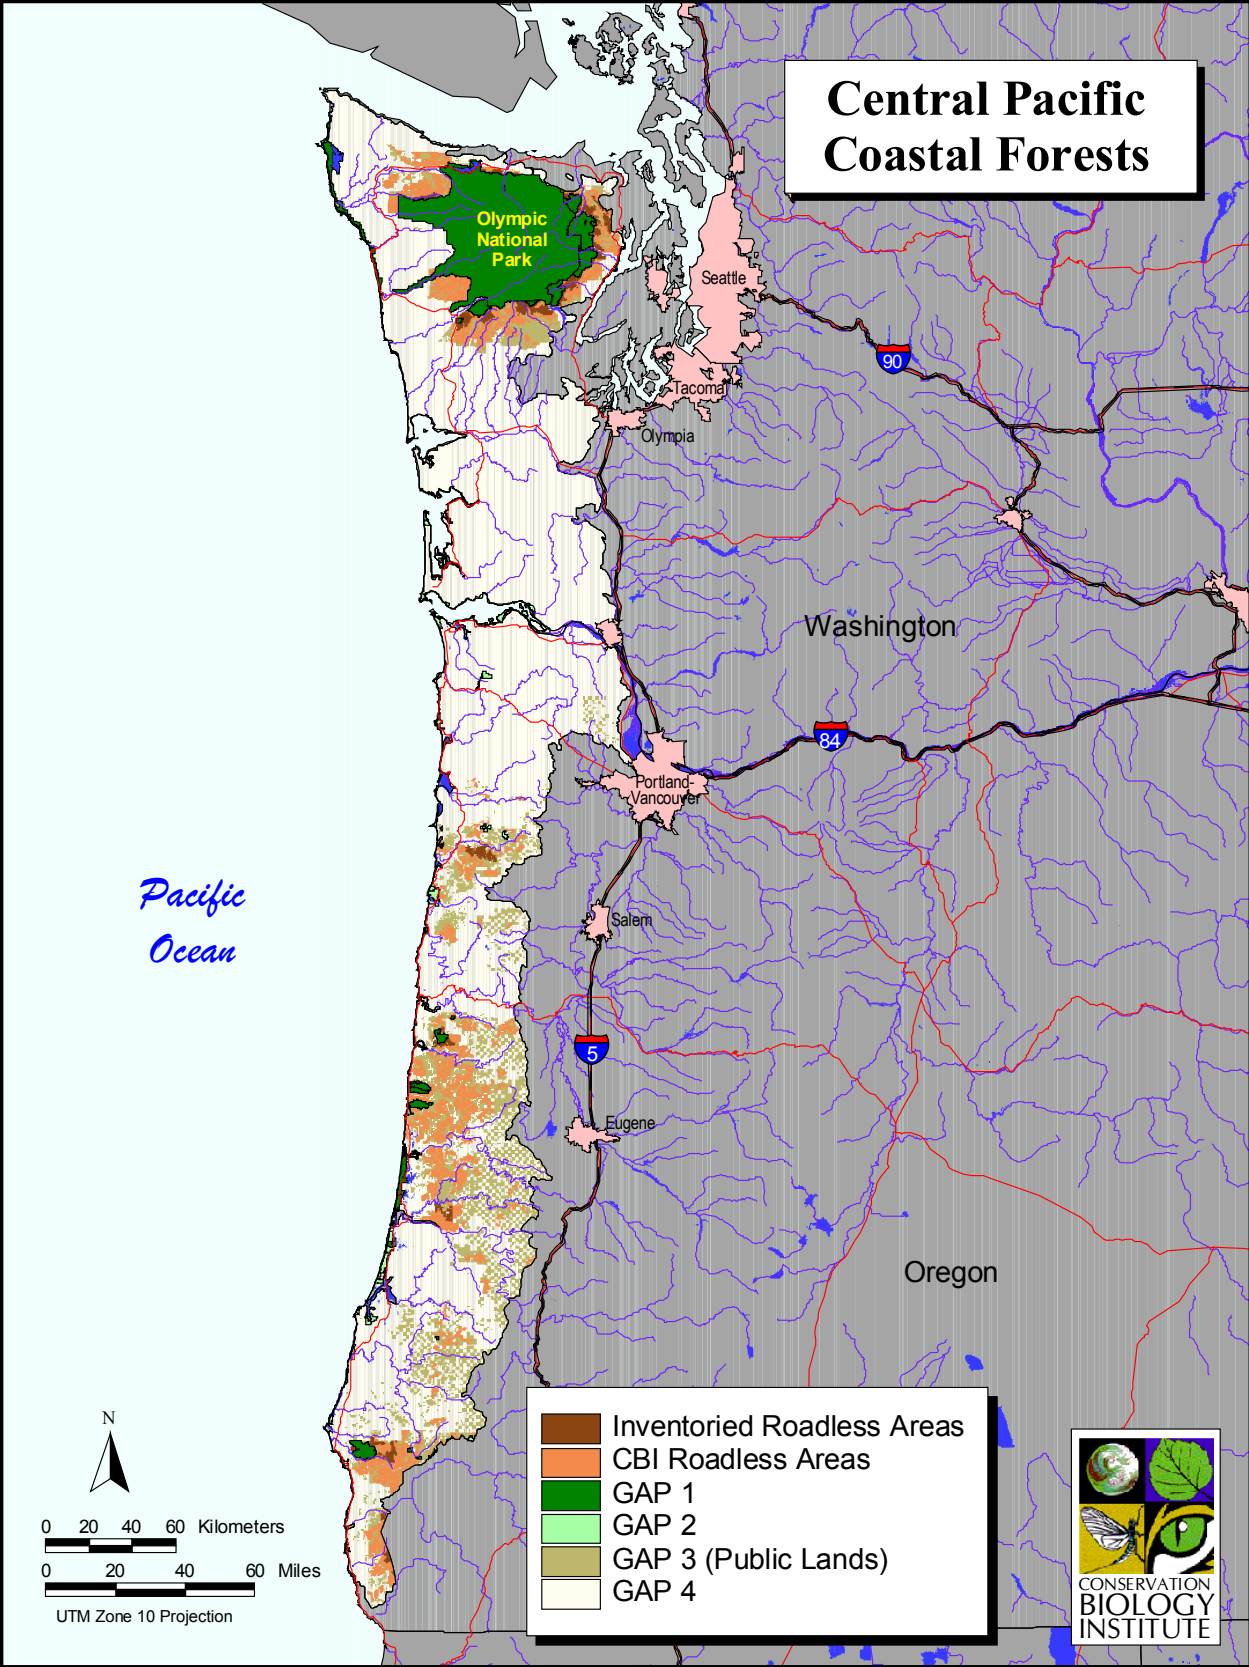 Central Pacific
Coastal Forests
Olympic
National
Park
Seattle
90
Tacoma
Olympia
Washington
84
Portland-
Vancouver
Pacific
Ocean
Salem
5
Eugene
Oregon
N
0 20 40 60 Kilometers
0 20 40 60 Miles
UTM Zone 10 Projection
Inventoried Roadless Areas
CBI Roadless Areas
GAP 1
GAP 2
GAP 3 (Public Lands)
GAP 4
CONSERVATION
BIOLOGY
INSTITUTE